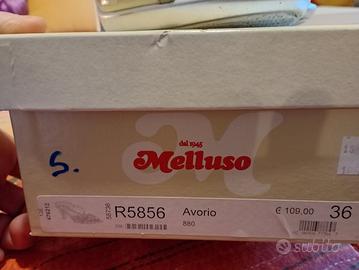 dal 1945
Melluso
S.
R5856
Avorio
€ 109,00
36
880
subito